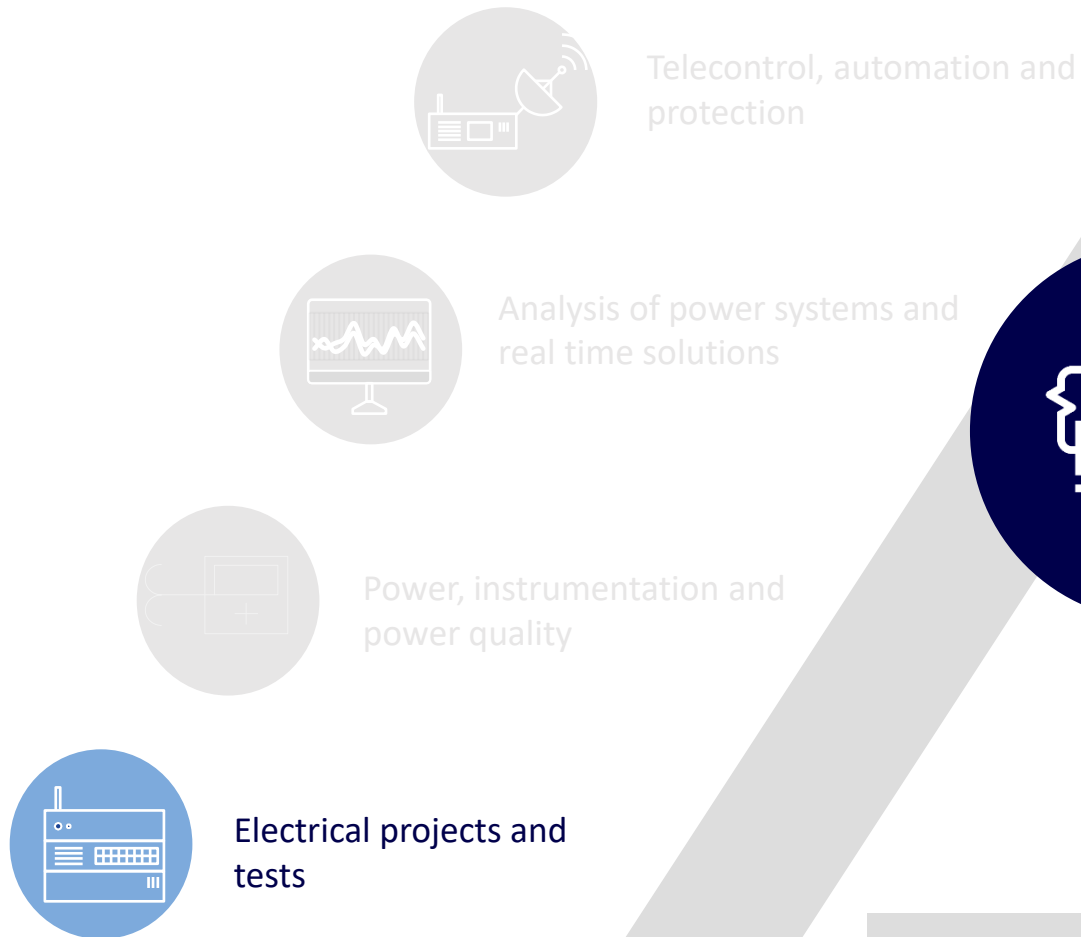 Telecontrol, automation and
protection
Analysis of power systems and
real time solutions
Power, instrumentation and
power quality
Electrical projects and
tests